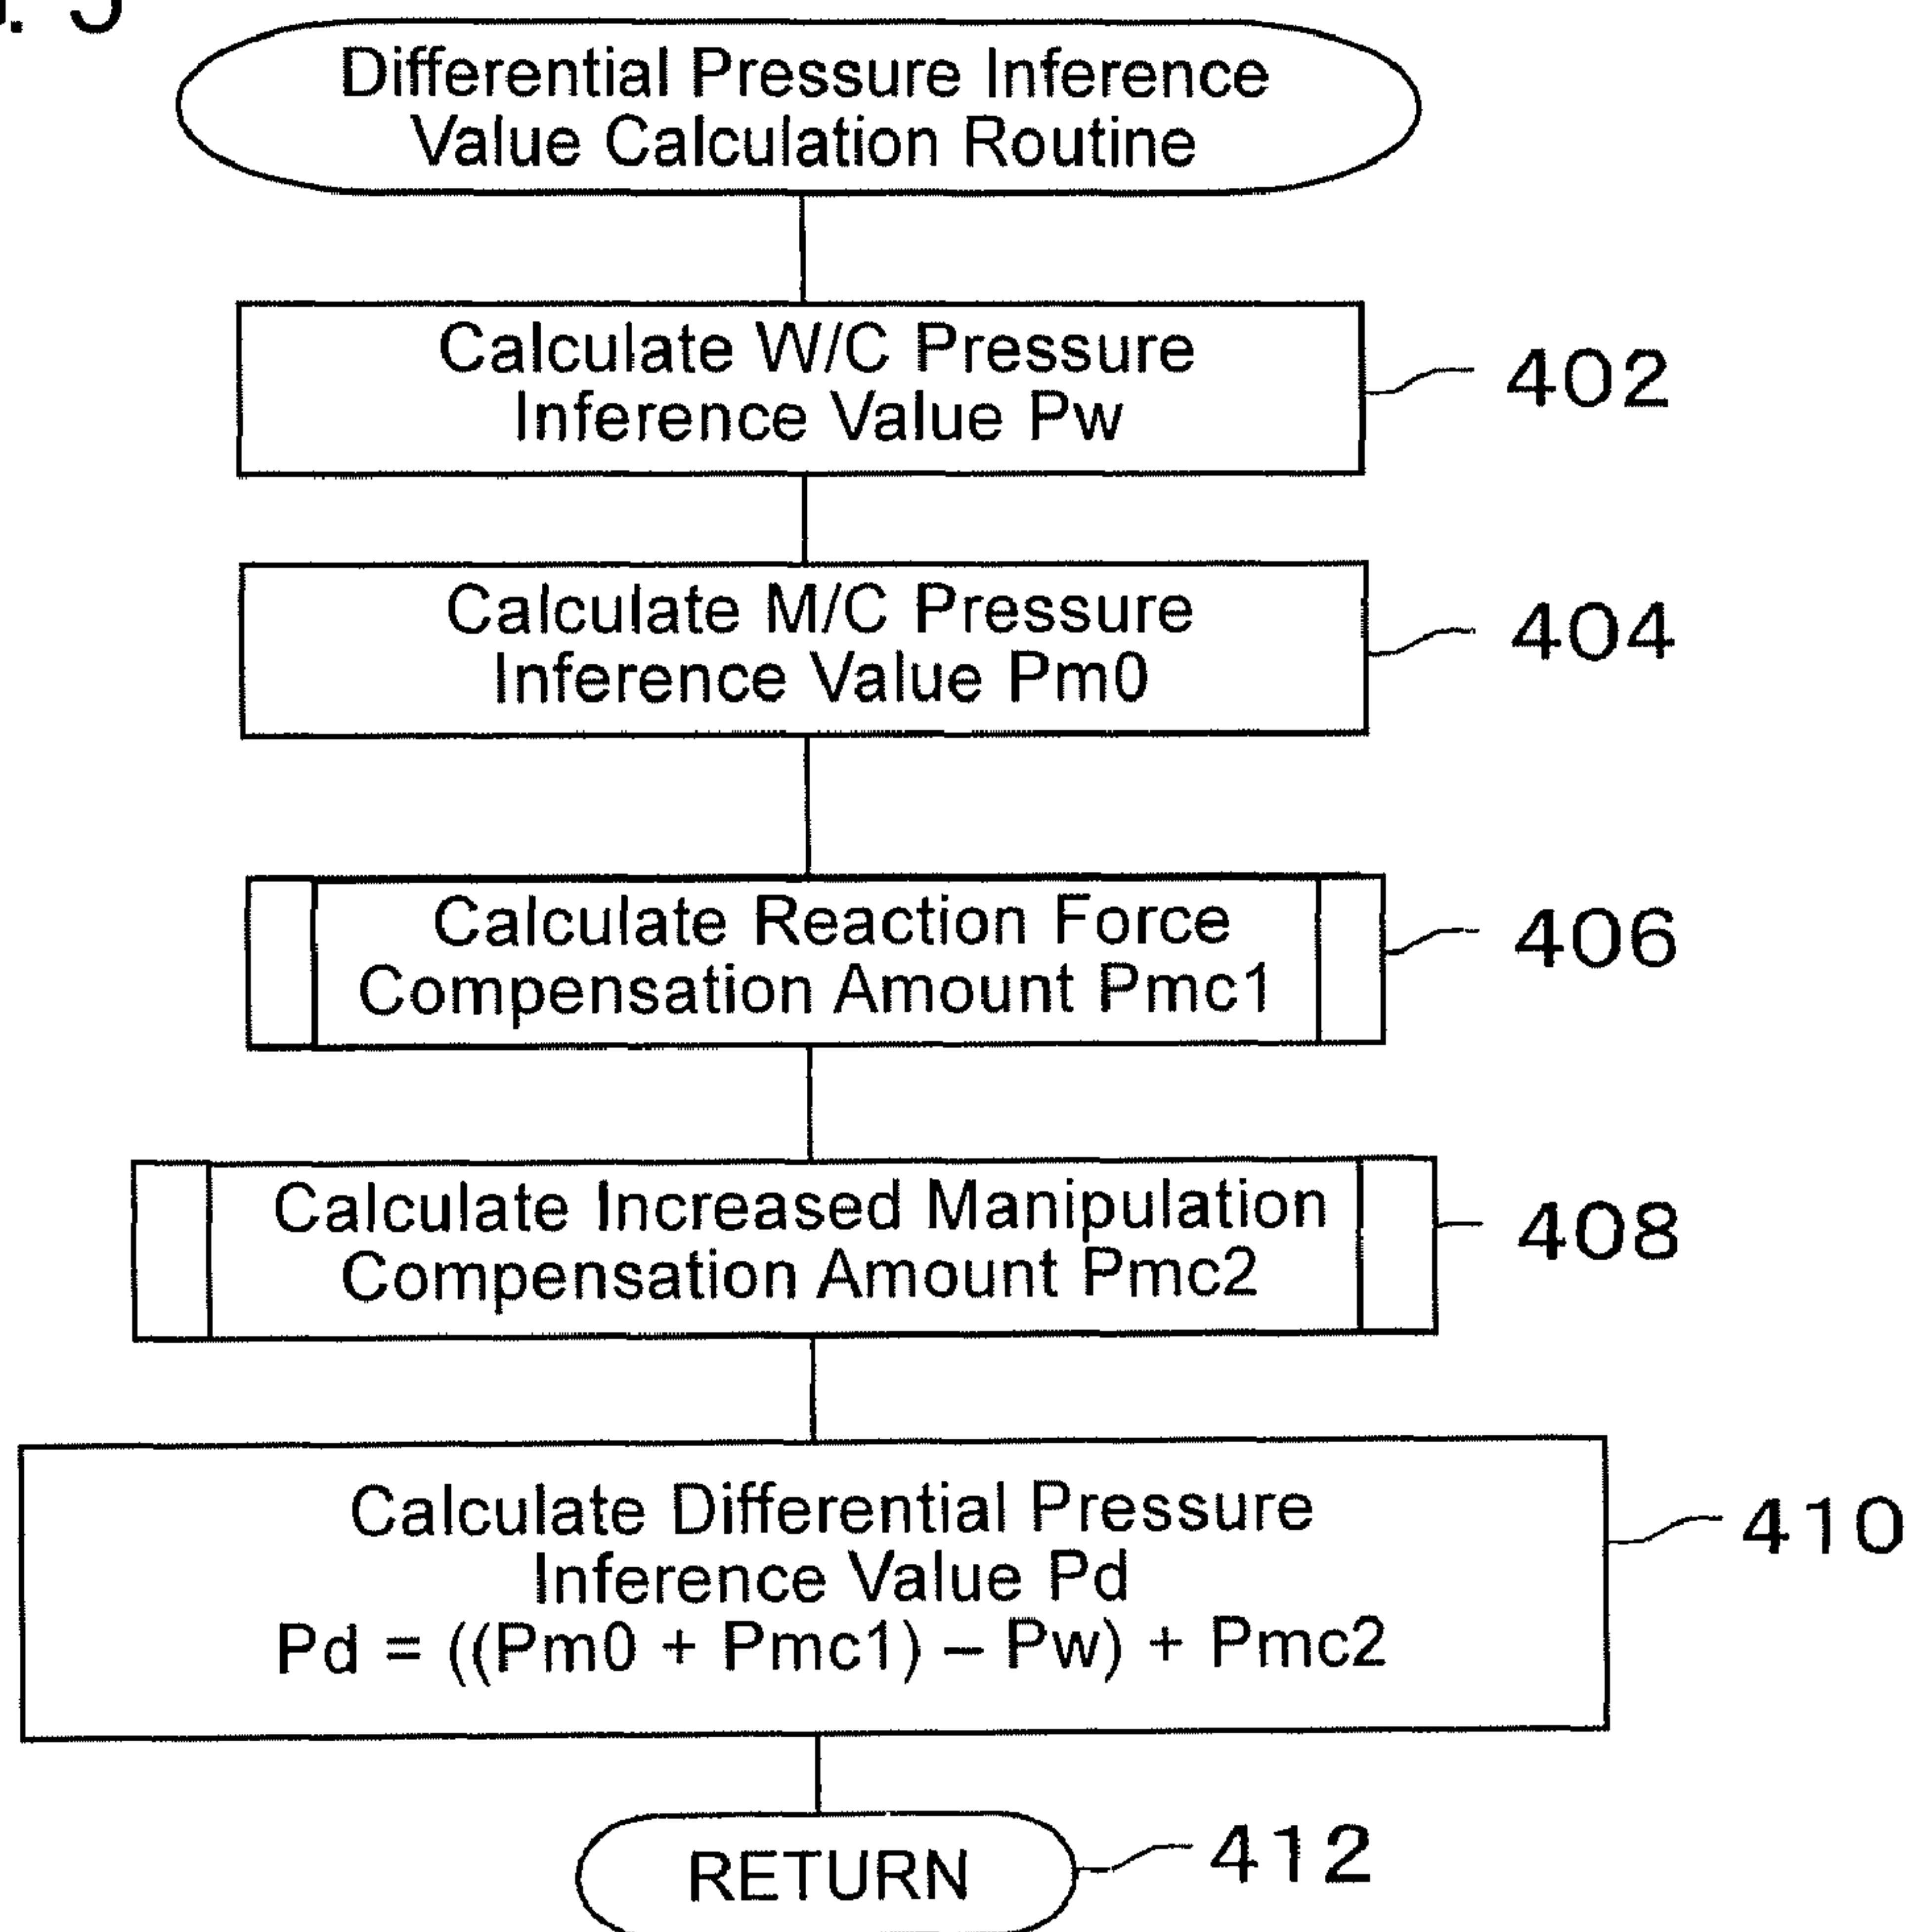 Differential Pressure Inference
Value Calculation Routine
Calculate W/C Pressure
Inference Value Pw
402
Calculate M/C Pressure
Inference Value Pm0
404
Calculate Reaction Force
Compensation Amount Pmc1
406
Calculate Increased Manipulation
Compensation Amount Pmc2
408
Calculate Differential Pressure
Inference Value Pd
Pd = ((Pm0 + Pmc1) – Pw) + Pmc2
410
RETURN
412